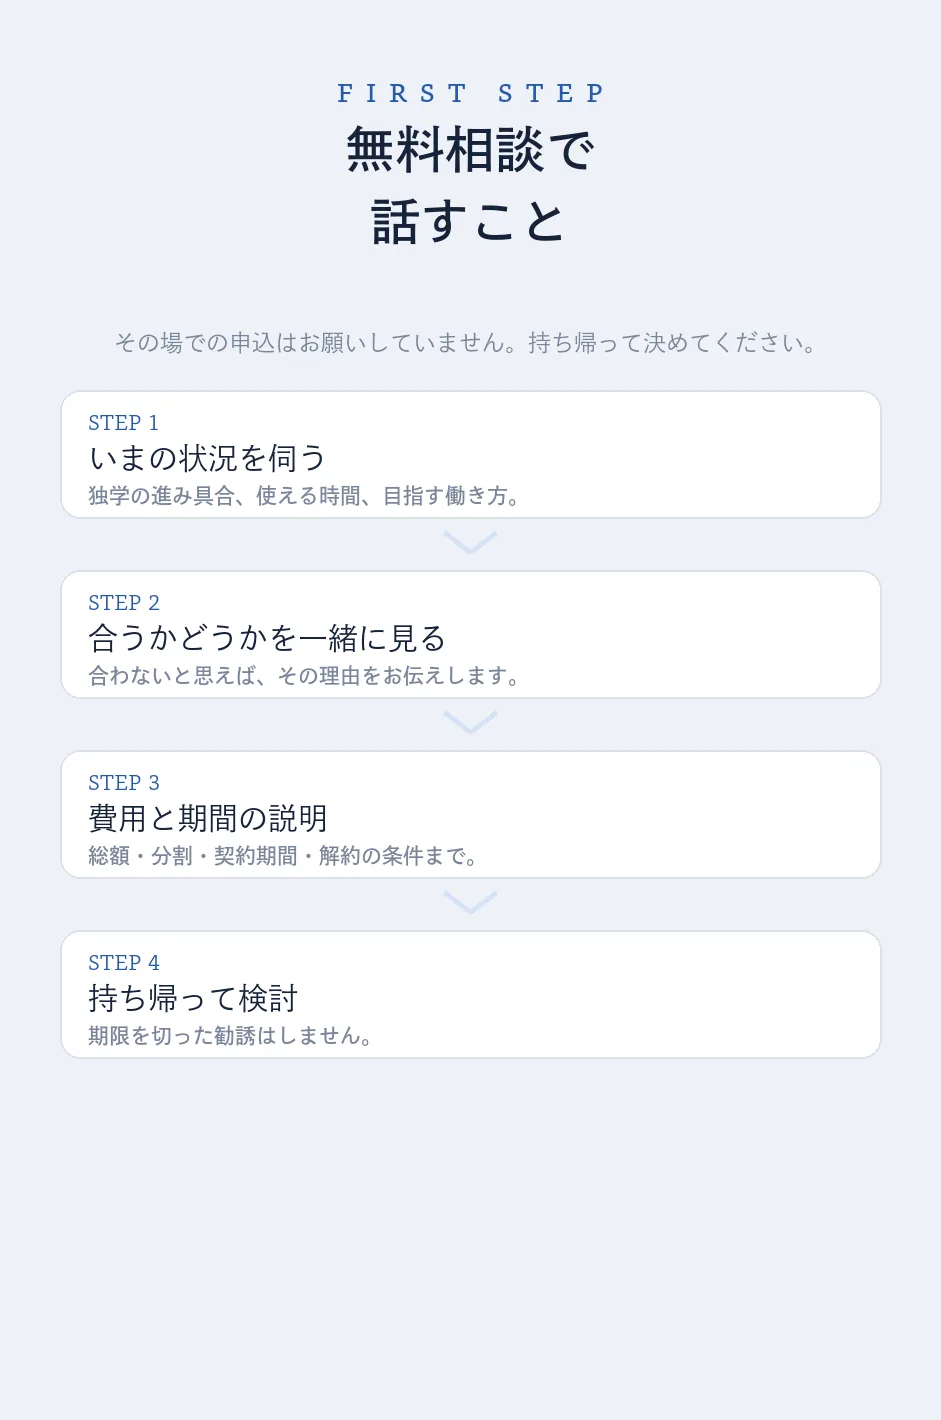 FIRST STEP
無料相談で
話すこと
その場での申込はお願いしていません。持ち帰って決めてください。
STEP 1
いまの状況を伺う
独学の進み具合、使える時間、目指す働き方。
STEP 2
合うかどうかを一緒に見る
合わないと思えば、その理由をお伝えします。
STEP 3
費用と期間の説明
総額・分割・契約期間・解約の条件まで。
STEP 4
持ち帰って検討
期限を切った勧誘はしません。